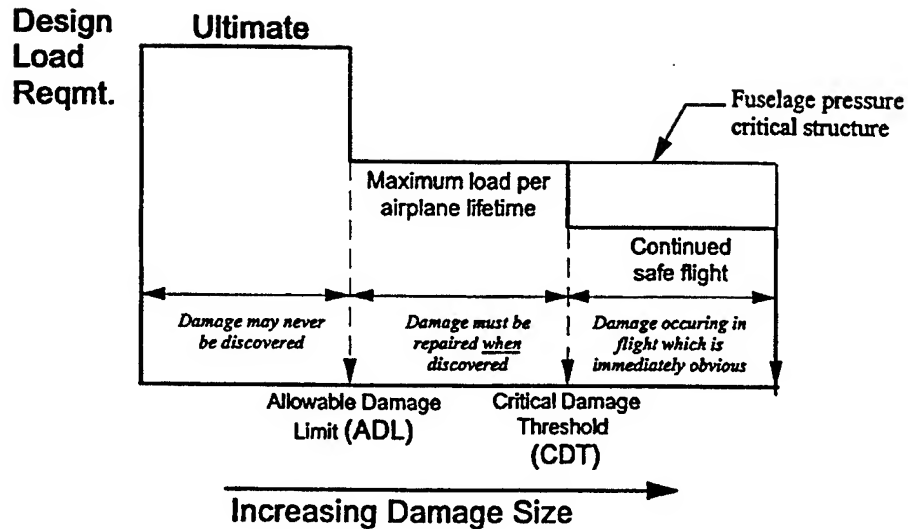 Design
Load
Reqmt.
Ultimate
Fuselage pressure
critical structure
Maximum load per
airplane lifetime
Continued
safe flight
Damage may never
be discovered
Damage must be
repaired when
discovered
Damage occuring in
flight which is
immediately obvious
Allowable Damage
Limit (ADL)
Critical Damage
Threshold
(CDT)
Increasing Damage Size